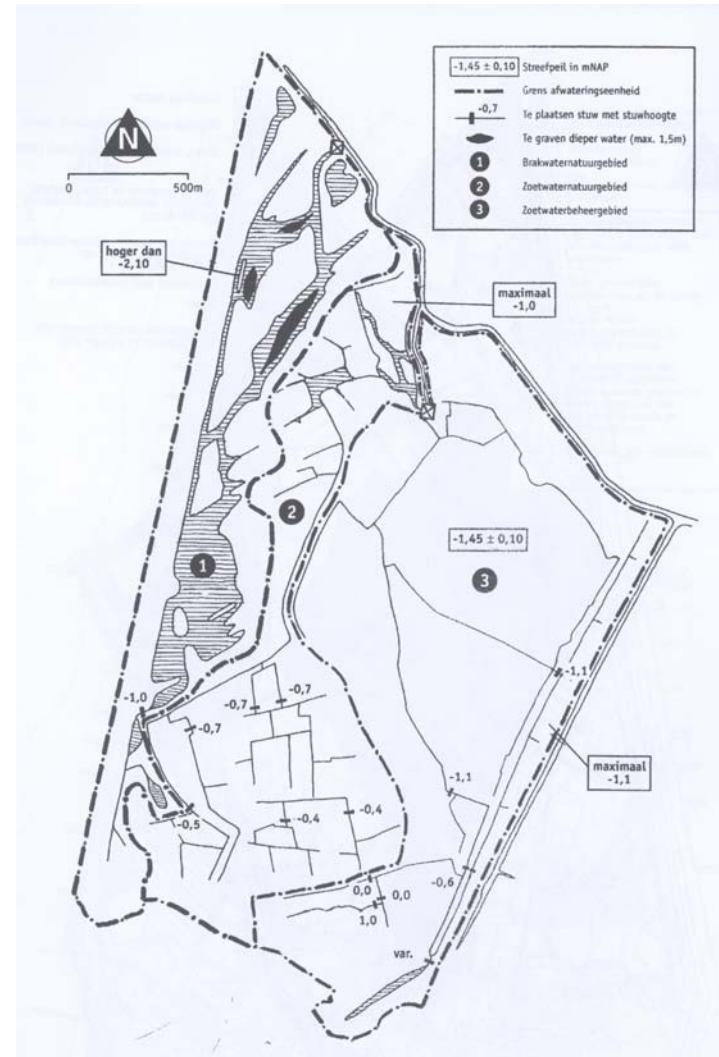 -1,45 ± 0,10 Streefpeil in mNAP
Grens afwateringseenheid
-0,7 Te plaatsen stuw met stuwhoogte
Te graven dieper water (max. 1,5m)
1 Brakwaternatuurgebied
2 Zoetwaternatuurgebied
3 Zoetwaterbeheergebied
N
0 500m
hoger dan
-2,10
maximaal
-1,0
2
-1,45 ± 0,10
1
3
-1,1
-1,0
-0,7
-0,7
-0,7
maximaal
-1,1
-1,1
-0,5
-0,4
-0,4
-0,6
0,0
0,0
1,0
var.